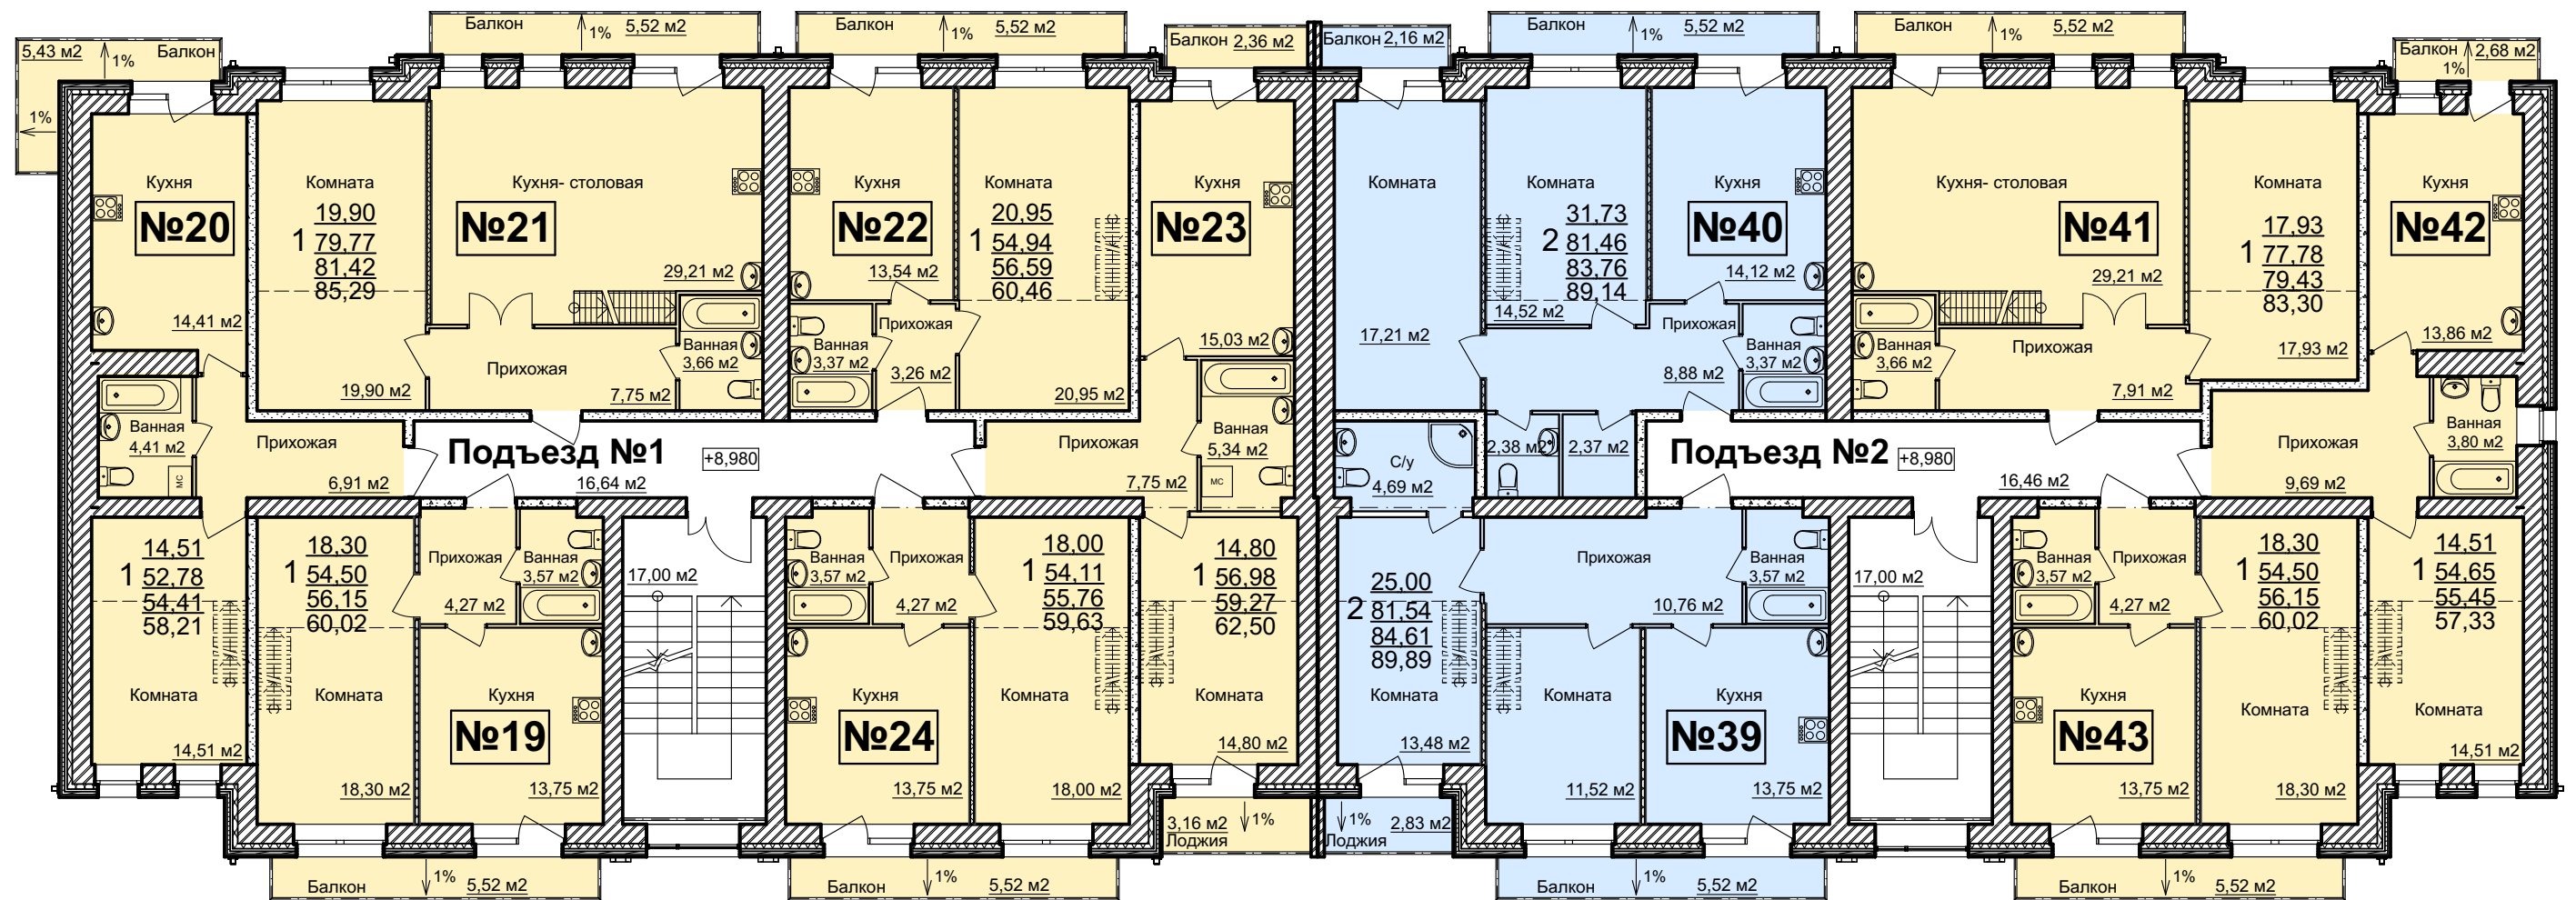 Балкон 5,52 м2
1%
Балкон 5,52 м2
1%
Балкон 2,36 м2
Балкон 2,16 м2
Балкон 5,52 м2
1%
Балкон 5,52 м2
1%
Балкон 2,68 м2
1%
5,43 м2 Балкон
1%
1%
Кухня
№20
14,41 м2
Ванная
4,41 м2
МС
Прихожая
6,91 м2
1
14,51
52,78
54,41
58,21
Комната
14,51 м2
Комната
1
19,90
79,77
81,42
85,29
19,90 м2
Кухня- столовая
№21
29,21 м2
Прихожая
7,75 м2
Ванная
3,66 м2
Кухня
№22
13,54 м2
Ванная
3,37 м2
Прихожая
3,26 м2
Комната
1
20,95
54,94
56,59
60,46
20,95 м2
Кухня
№23
15,03 м2
Прихожая
7,75 м2
Ванная
5,34 м2
МС
1
14,80
56,98
59,27
62,50
Комната
14,80 м2
3,16 м2
1%
Лоджия
Подъезд №1
+8,980
16,64 м2
17,00 м2
1
18,30
54,50
56,15
60,02
Комната
18,30 м2
Прихожая
4,27 м2
Ванная
3,57 м2
Кухня
№19
13,75 м2
Балкон 5,52 м2
1%
Ванная
3,57 м2
Прихожая
4,27 м2
Кухня
№24
13,75 м2
1
18,00
54,11
55,76
59,63
Комната
18,00 м2
Балкон 5,52 м2
1%
Комната
17,21 м2
Комната
2
31,73
81,46
83,76
89,14
14,52 м2
Кухня
№40
14,12 м2
Прихожая
8,88 м2
Ванная
3,37 м2
2,38 м2
2,37 м2
С/у
4,69 м2
2
25,00
81,54
84,61
89,89
Комната
13,48 м2
Прихожая
10,76 м2
Ванная
3,57 м2
Комната
11,52 м2
Кухня
№39
13,75 м2
1%
2,83 м2
Лоджия
Балкон 5,52 м2
1%
Кухня- столовая
№41
29,21 м2
Ванная
3,66 м2
Прихожая
7,91 м2
Комната
1
17,93
77,78
79,43
83,30
17,93 м2
Кухня
№42
13,86 м2
Прихожая
9,69 м2
Ванная
3,80 м2
1
14,51
54,65
55,45
57,33
Комната
14,51 м2
Подъезд №2
+8,980
16,46 м2
17,00 м2
Ванная
3,57 м2
Прихожая
4,27 м2
Кухня
№43
13,75 м2
1
18,30
54,50
56,15
60,02
Комната
18,30 м2
Балкон 5,52 м2
1%